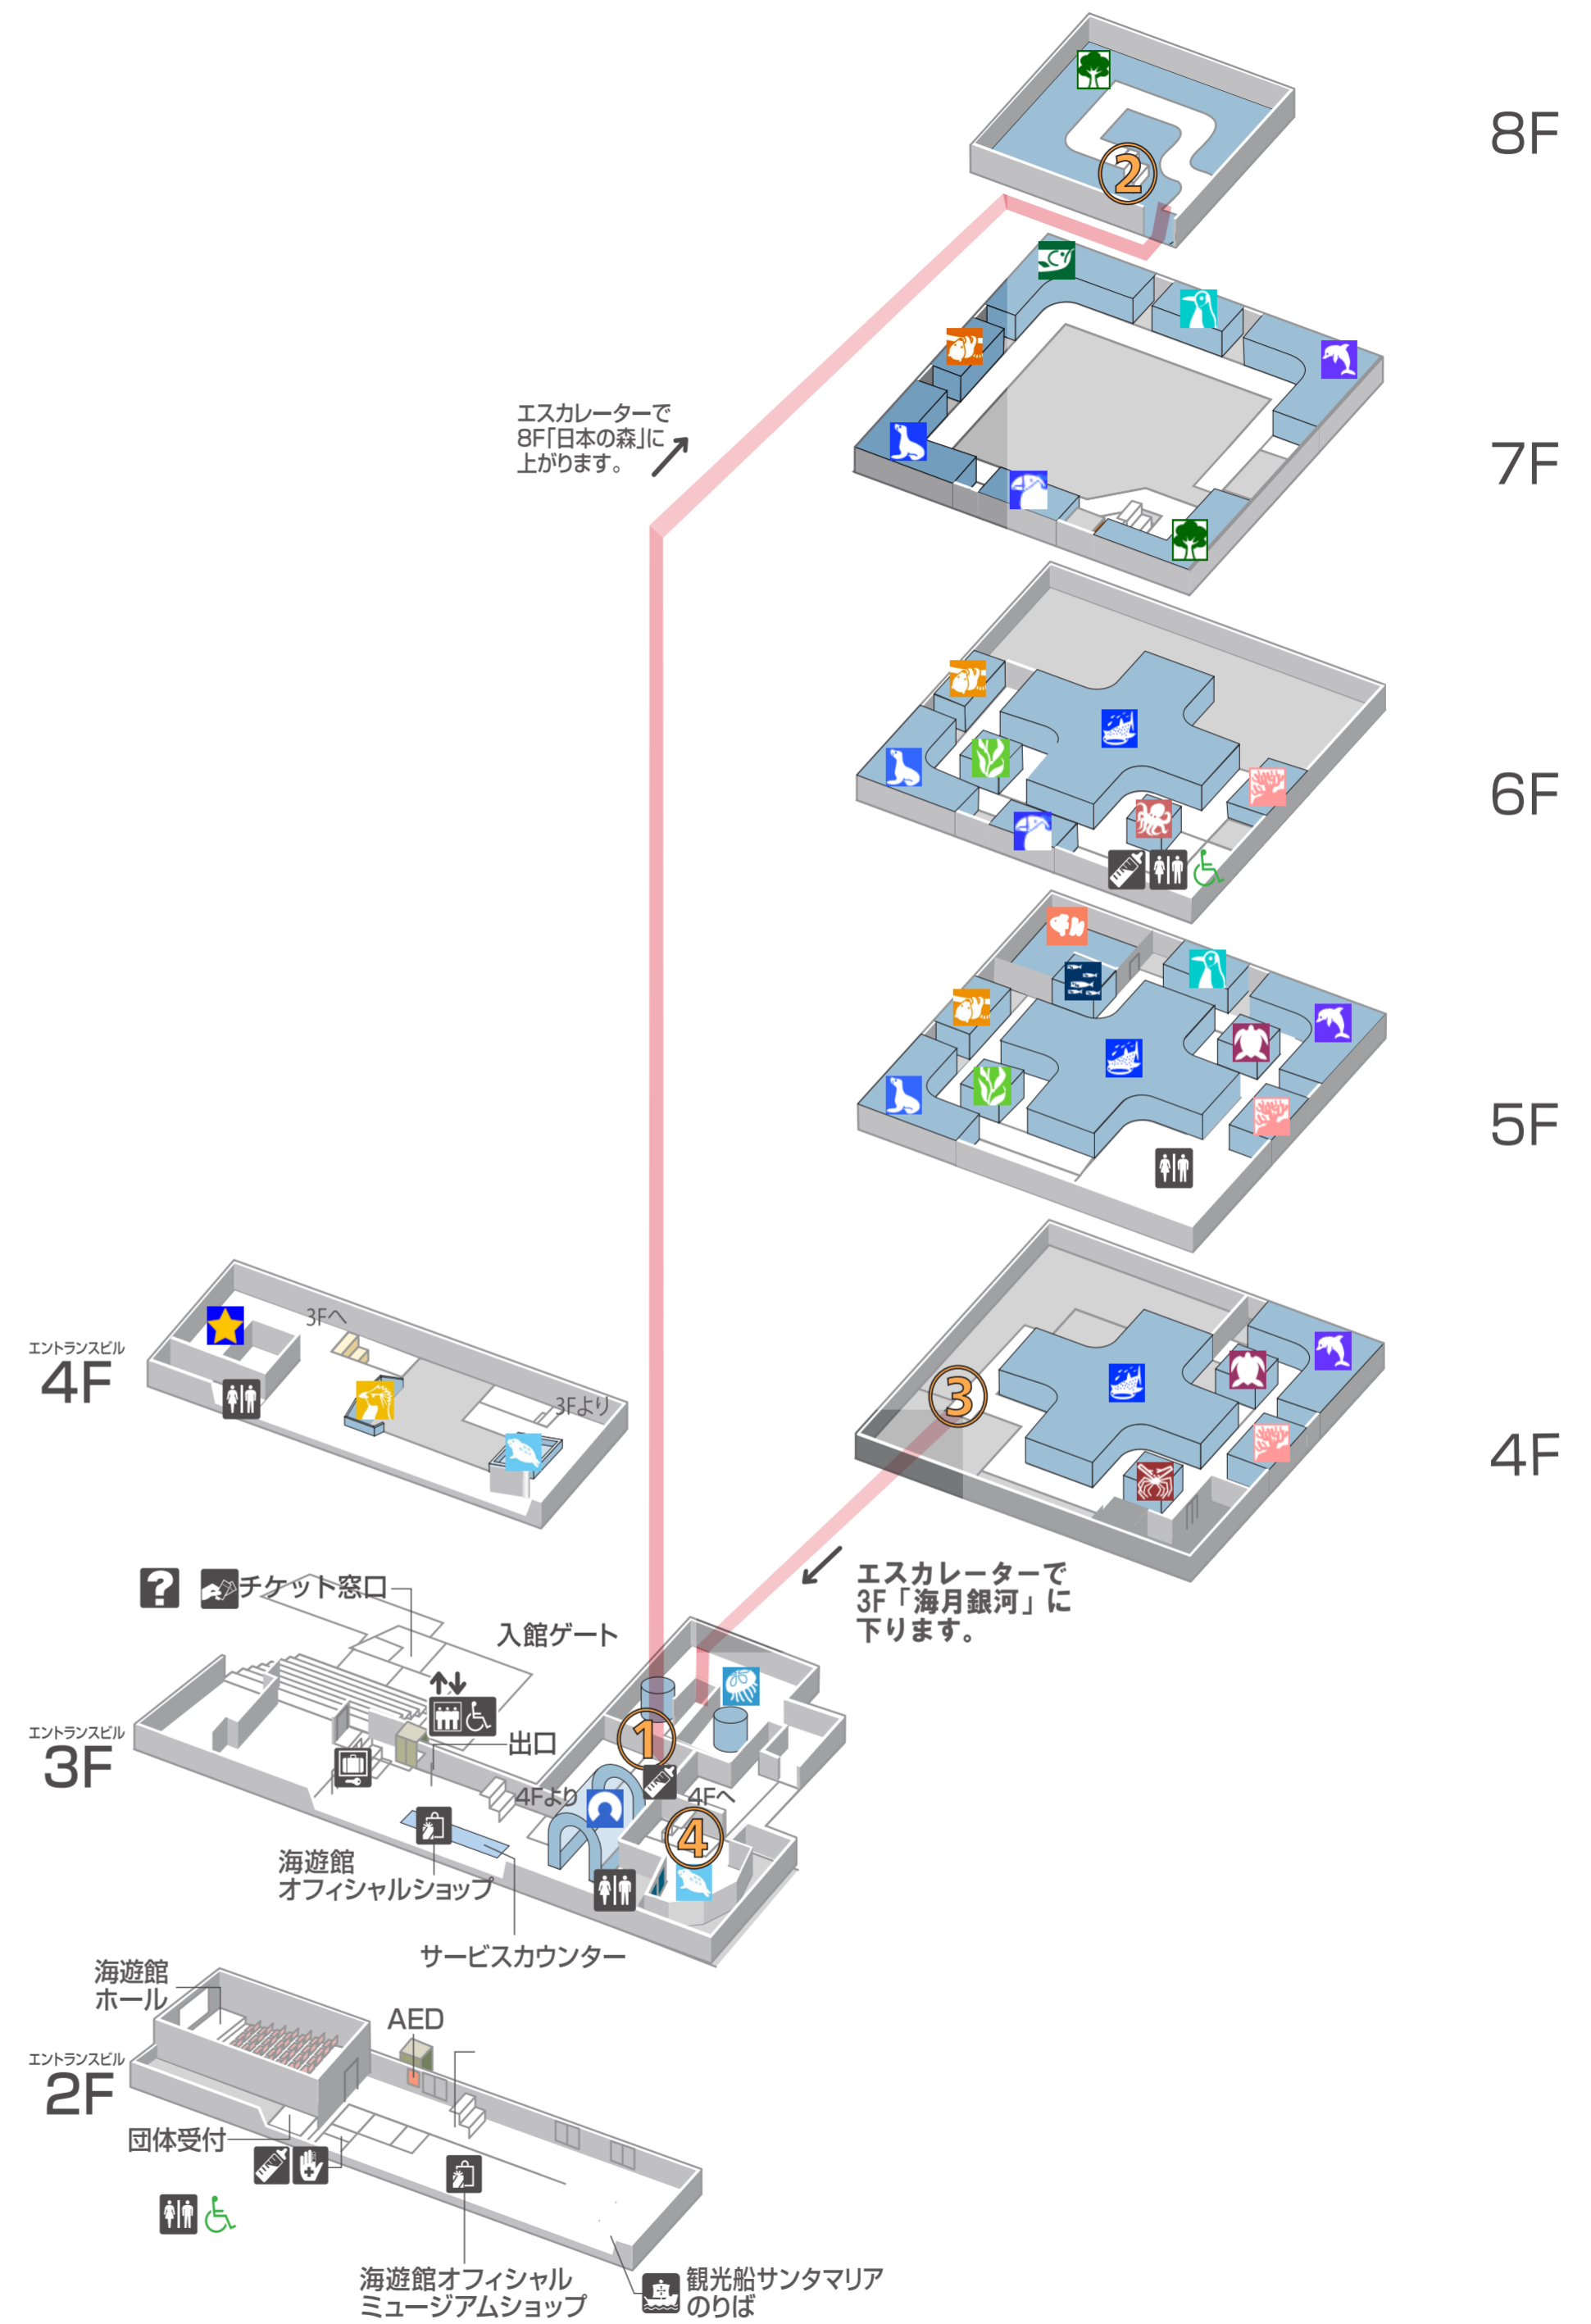 8F
②
エスカレーターで
8F「日本の森」に
上がります。
7F
6F
5F
4F
③
エスカレーターで
3F「海月銀河」に
下ります。
エントランスビル
4F
3Fへ
3Fより
?
チケット窓口
入館ゲート
エントランスビル
3F
出口
①
4Fより
4Fへ
④
海遊館
オフィシャルショップ
サービスカウンター
海遊館
ホール
AED
エントランスビル
2F
団体受付
海遊館オフィシャル
ミュージアムショップ
観光船サンタマリア
のりば